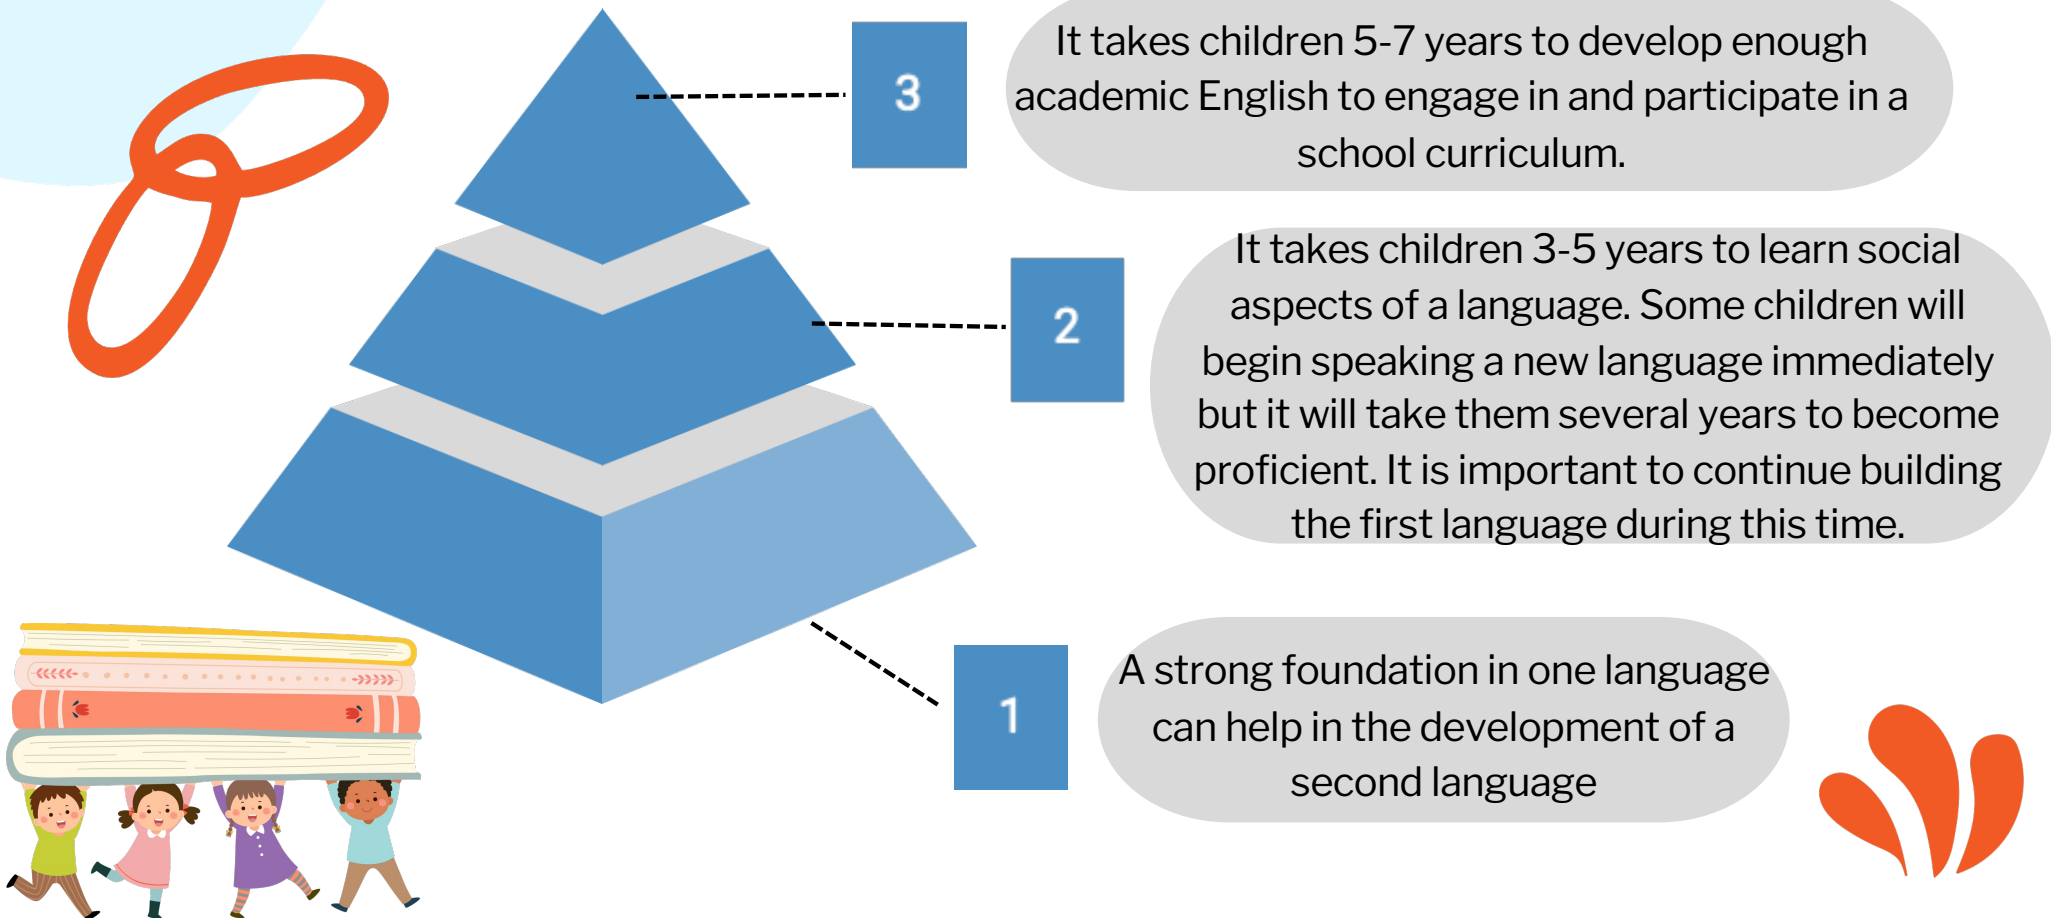 3
It takes children 5-7 years to develop enough
academic English to engage in and participate in a
school curriculum.
2
It takes children 3-5 years to learn social
aspects of a language. Some children will
begin speaking a new language immediately
but it will take them several years to become
proficient. It is important to continue building
the first language during this time.
1
A strong foundation in one language
can help in the development of a
second language